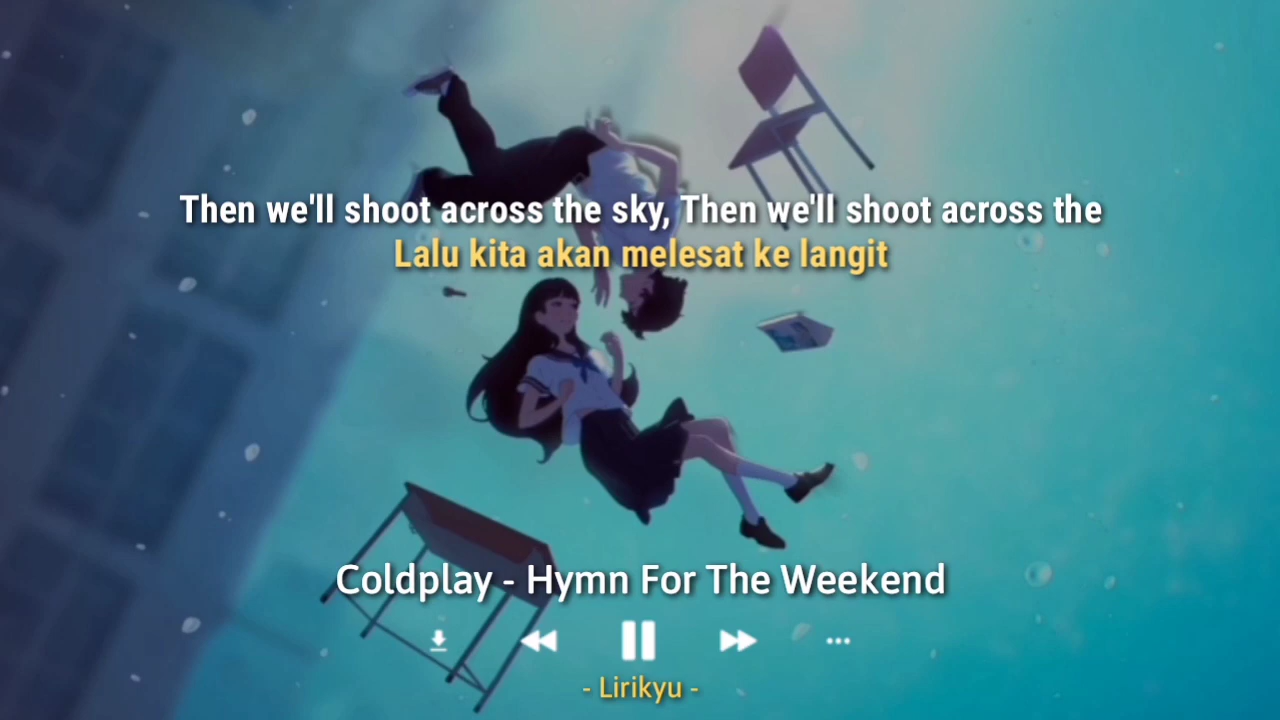 Then we'll shoot across the sky, Then we'll shoot across the
Lalu kita akan melesat ke langit
Coldplay - Hymn For The Weekend
- Lirikyu -